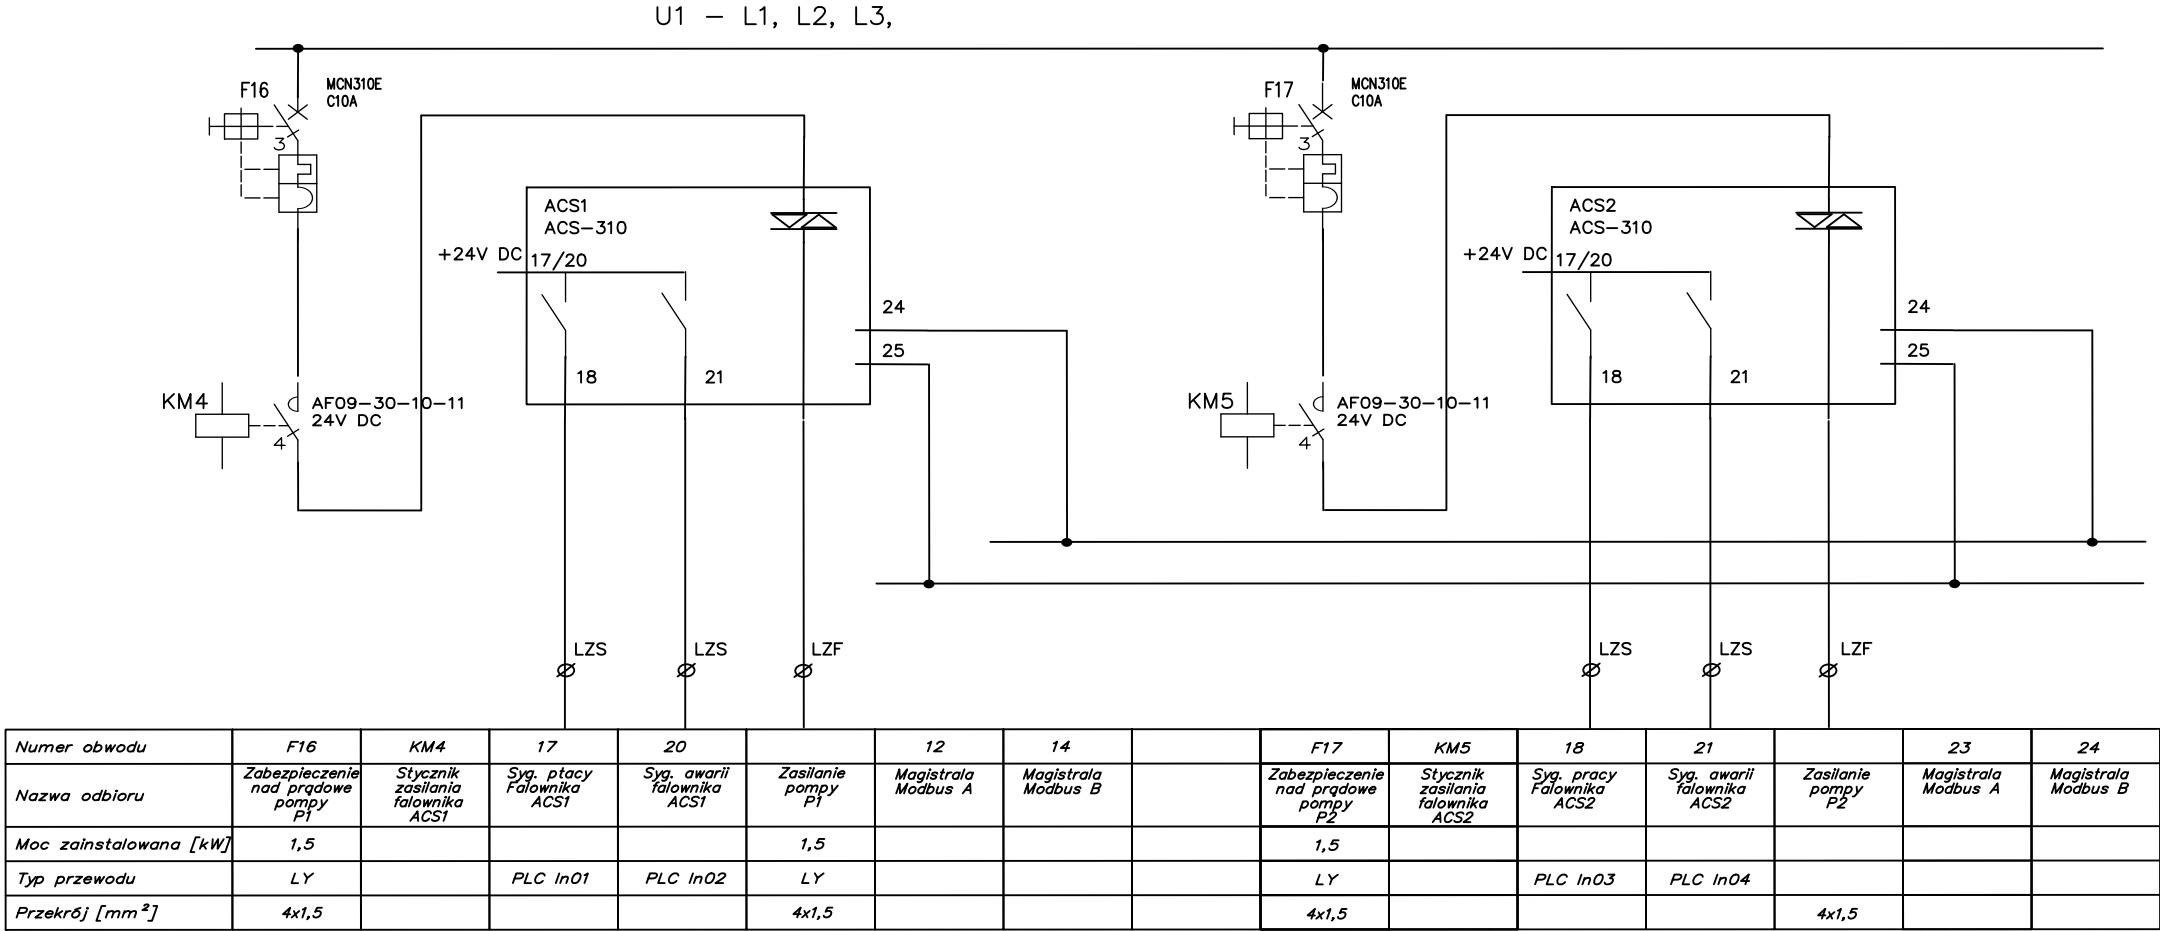 U1 – L1, L2, L3,
F16
MCN310E
C10A
3
ACS1
ACS-310
+24V DC
17/20
24
25
18
21
KM4
AF09-30-10-11
24V DC
4
F17
MCN310E
C10A
3
ACS2
ACS-310
+24V DC
17/20
24
25
18
21
KM5
AF09-30-10-11
24V DC
4
LZS
LZS
LZF
LZS
LZS
LZF
Numer obwodu F16 KM4 17 20 12 14 F17 KM5 18 21 23 24
Nazwa odbioru
Zabezpieczenie
nad prądowe
pompy
P1
Stycznik
zasilania
falownika
ACS1
Syg. ptacy
Falownika
ACS1
Syg. awarii
falownika
ACS1
Zasilanie
pompy
P1
Magistrala
Modbus A
Magistrala
Modbus B
Zabezpieczenie
nad prądowe
pompy
P2
Stycznik
zasilania
falownika
ACS2
Syg. pracy
Falownika
ACS2
Syg. awarii
falownika
ACS2
Zasilanie
pompy
P2
Magistrala
Modbus A
Magistrala
Modbus B
Moc zainstalowana [kW] 1,5 1,5 1,5
Typ przewodu LY PLC In01 PLC In02 LY LY PLC In03 PLC In04
Przekrój [mm²] 4x1,5 4x1,5 4x1,5 4x1,5